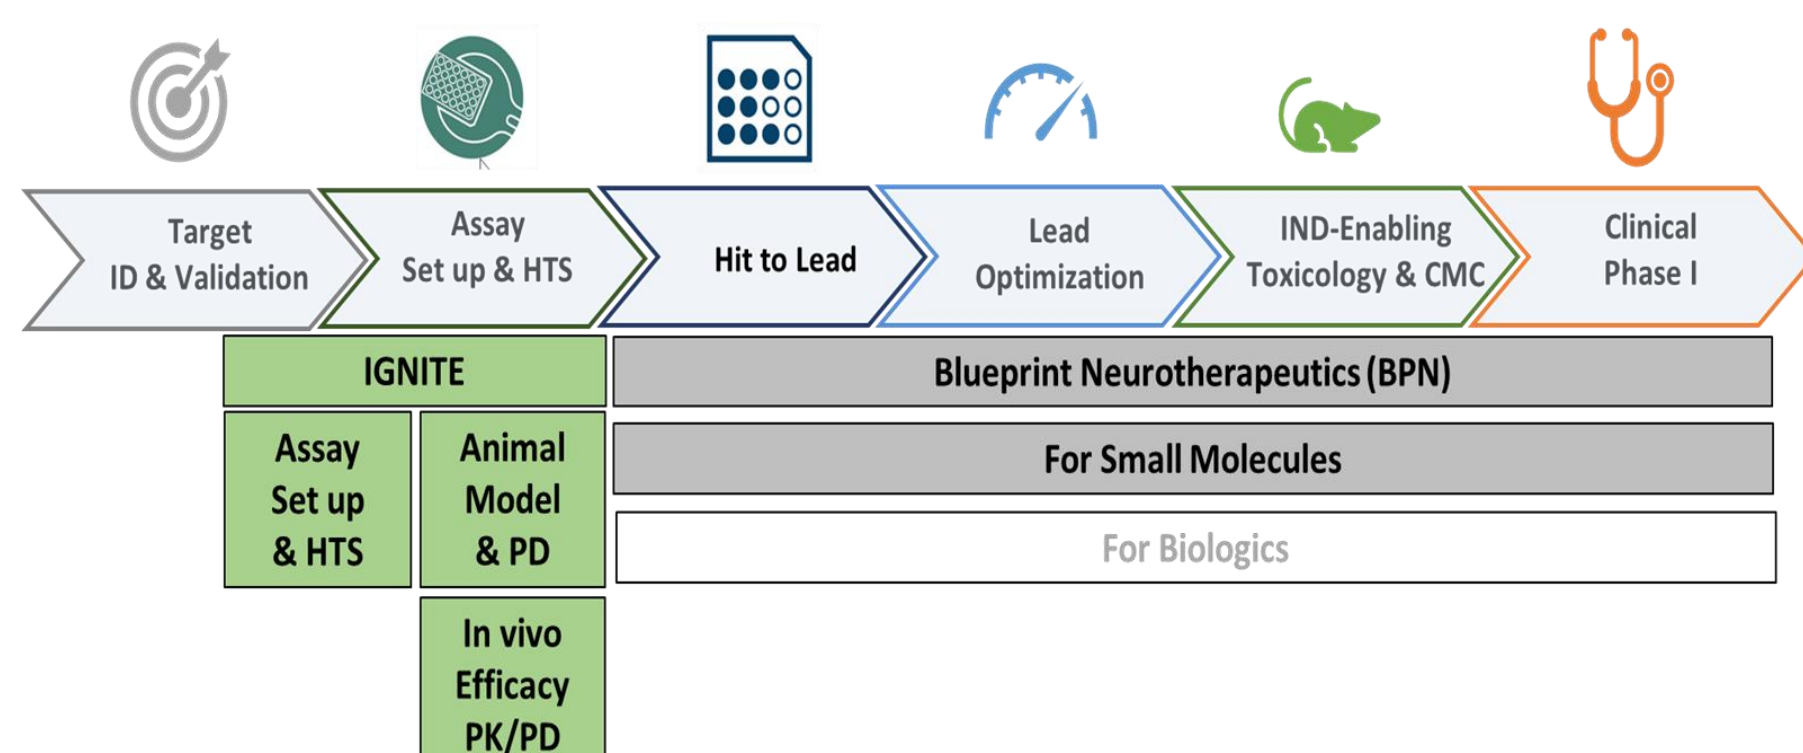 Target
ID & Validation
Assay
Set up & HTS
Hit to Lead
Lead
Optimization
IND-Enabling
Toxicology & CMC
Clinical
Phase I
IGNITE
Blueprint Neurotherapeutics (BPN)
Assay
Set up
& HTS
Animal
Model
& PD
For Small Molecules
For Biologics
In vivo
Efficacy
PK/PD